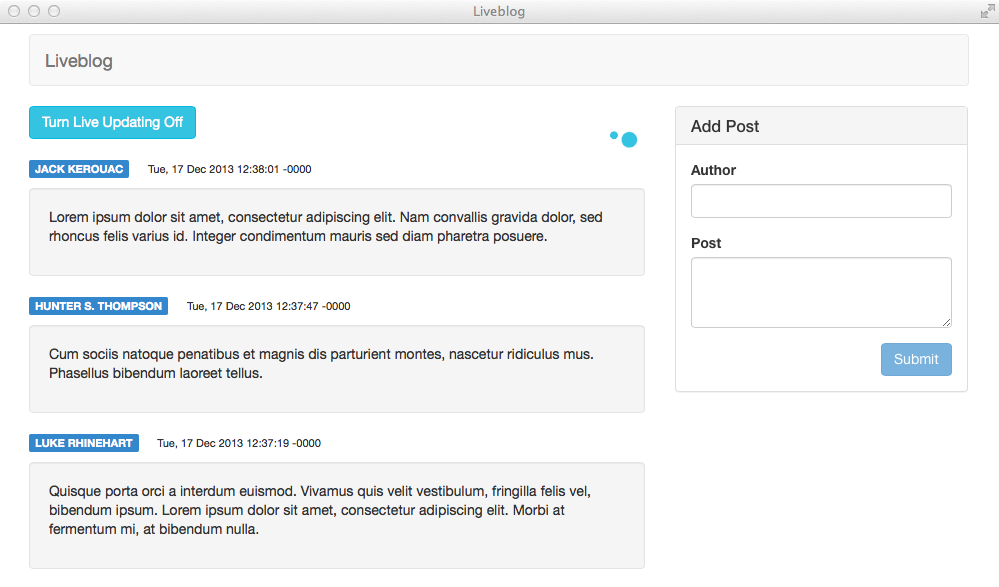 Liveblog
Liveblog
Turn Live Updating Off
JACK KEROUAC Tue, 17 Dec 2013 12:38:01 -0000
Lorem ipsum dolor sit amet, consectetur adipiscing elit. Nam convallis gravida dolor, sed
rhoncus felis varius id. Integer condimentum mauris sed diam pharetra posuere.
HUNTER S. THOMPSON Tue, 17 Dec 2013 12:37:47 -0000
Cum sociis natoque penatibus et magnis dis parturient montes, nascetur ridiculus mus.
Phasellus bibendum laoreet tellus.
LUKE RHINEHART Tue, 17 Dec 2013 12:37:19 -0000
Quisque porta orci a interdum euismod. Vivamus quis velit vestibulum, fringilla felis vel,
bibendum ipsum. Lorem ipsum dolor sit amet, consectetur adipiscing elit. Morbi at
fermentum mi, at bibendum nulla.
Add Post
Author
Post
Submit